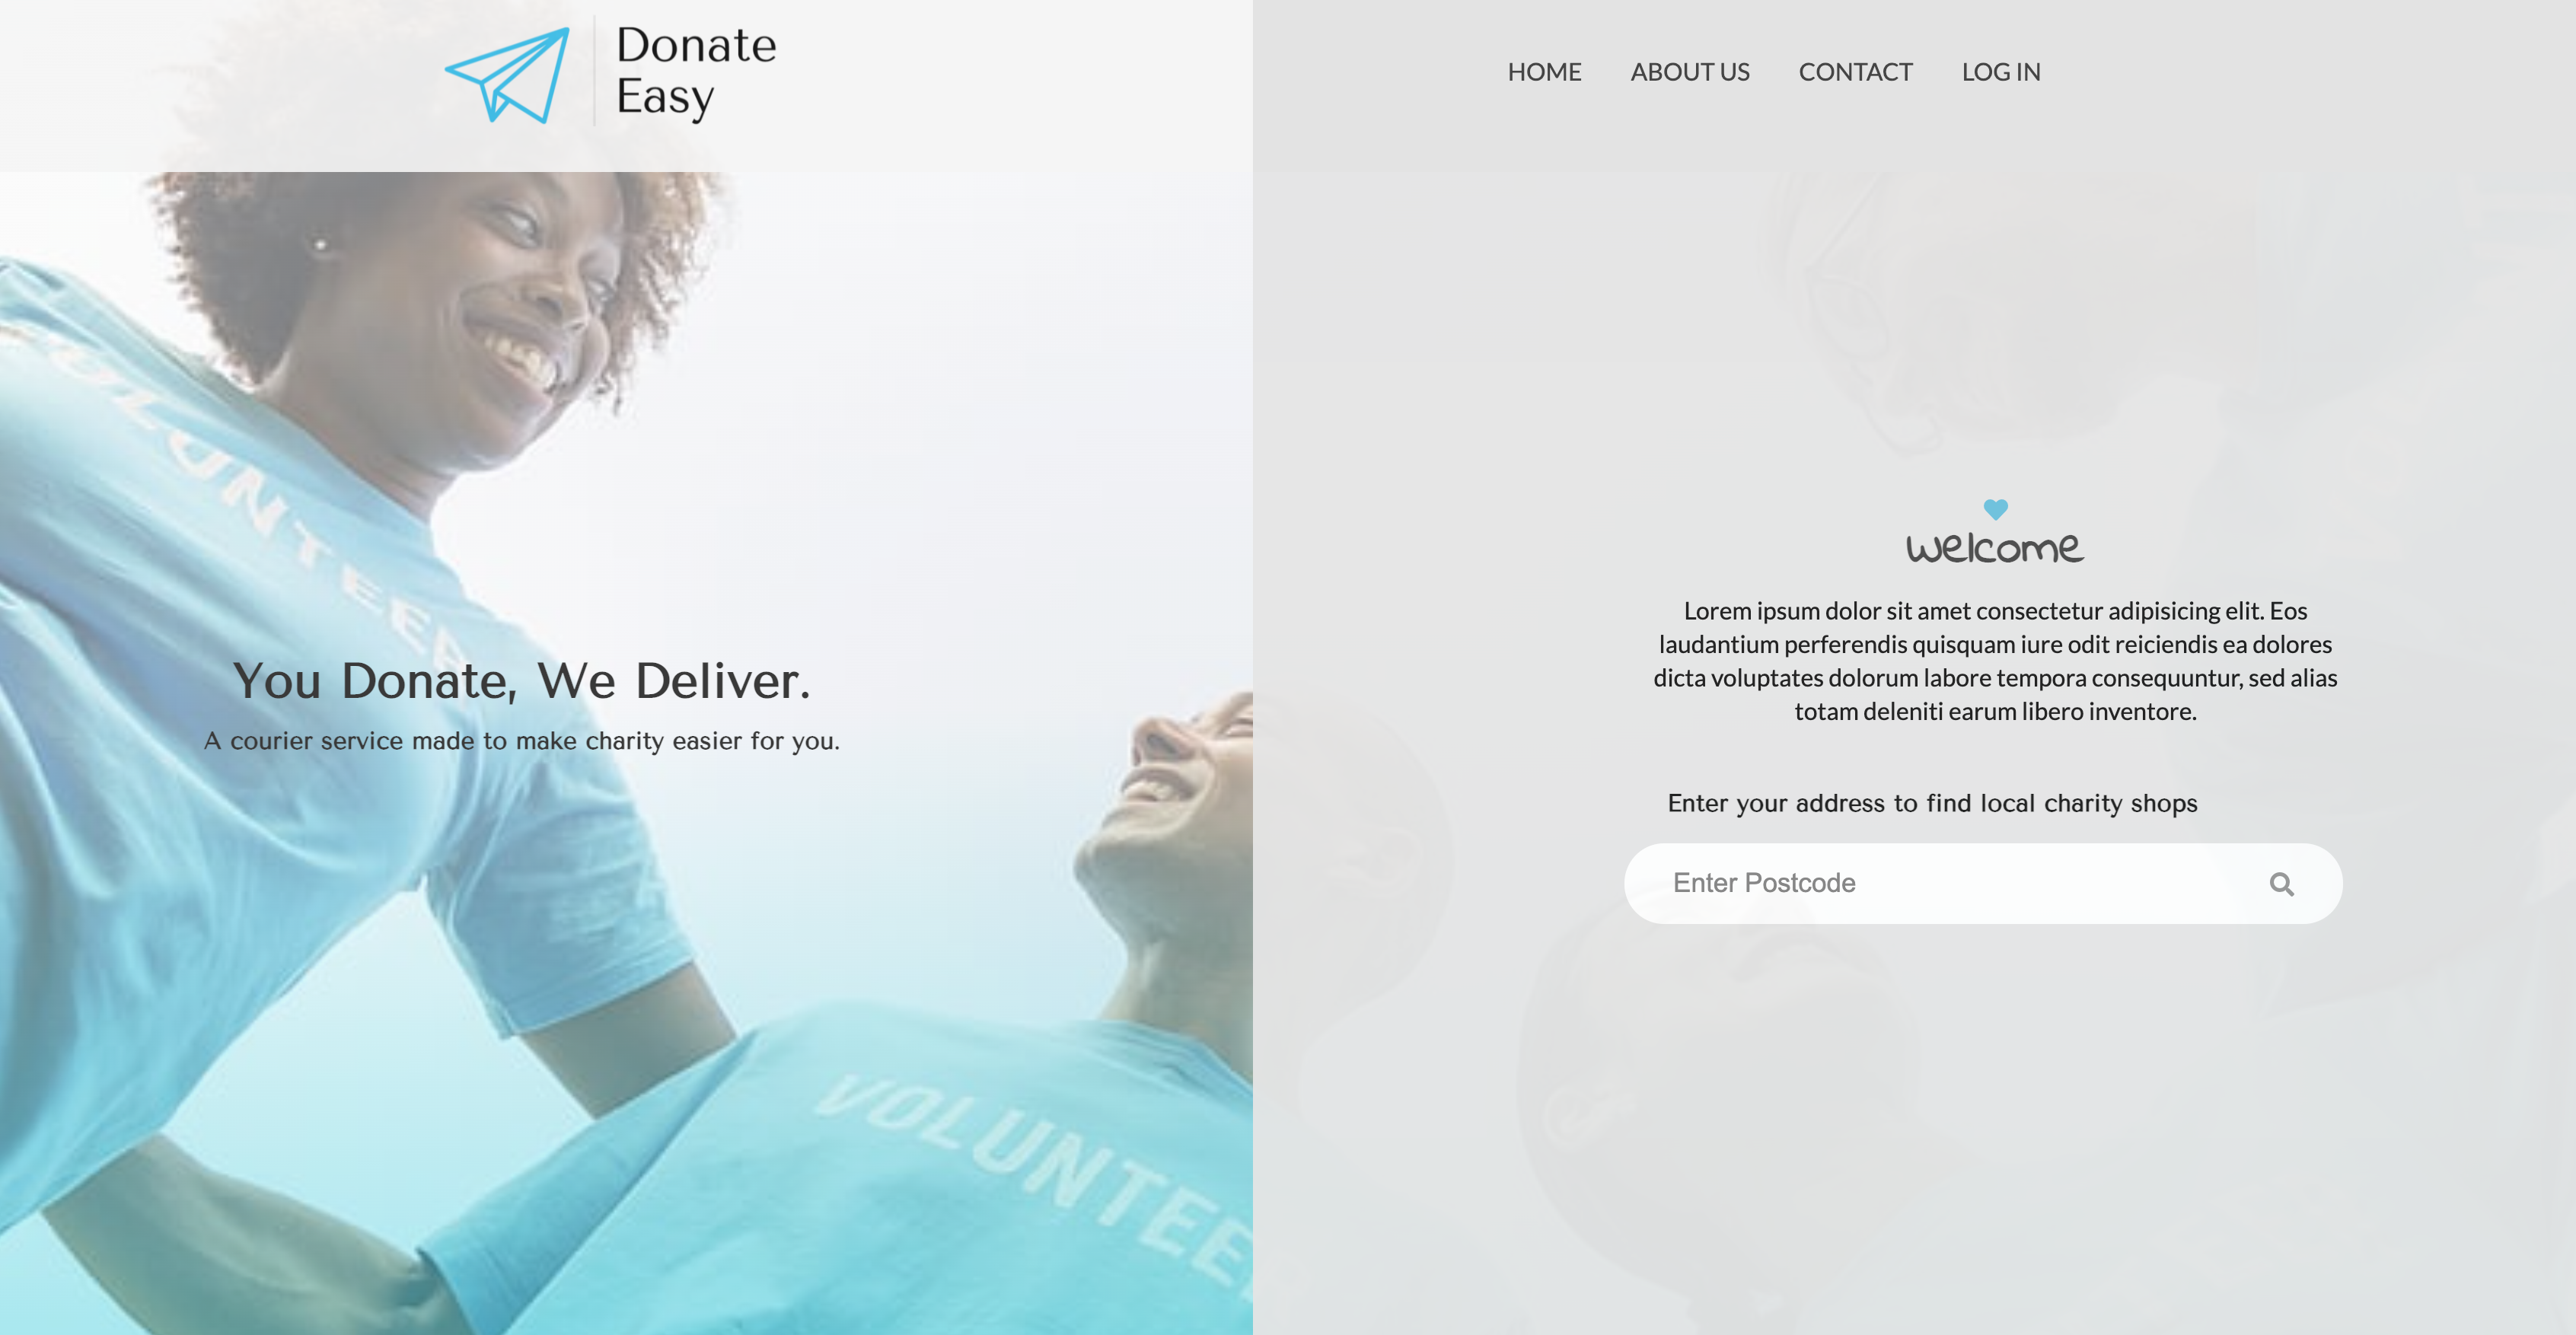 Donate
Easy
HOME ABOUT US CONTACT LOG IN
VOLUNTEER
You Donate, We Deliver.
A courier service made to make charity easier for you.
VOLUNTEE
welcome
Lorem ipsum dolor sit amet consectetur adipisicing elit. Eos
laudantium perferendis quisquam iure odit reiciendis ea dolores
dicta voluptates dolorum labore tempora consequuntur, sed alias
totam deleniti earum libero inventore.
Enter your address to find local charity shops
Enter Postcode